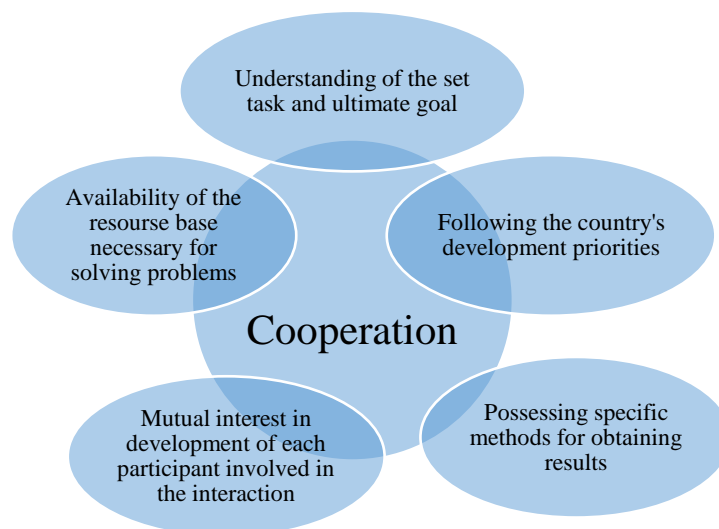 Understanding of the set
task and ultimate goal
Availability of the
resourse base
necessary for
solving problems
Following the country's
development priorities
Cooperation
Mutual interest in
development of each
participant involved in
the interaction
Possessing specific
methods for obtaining
results